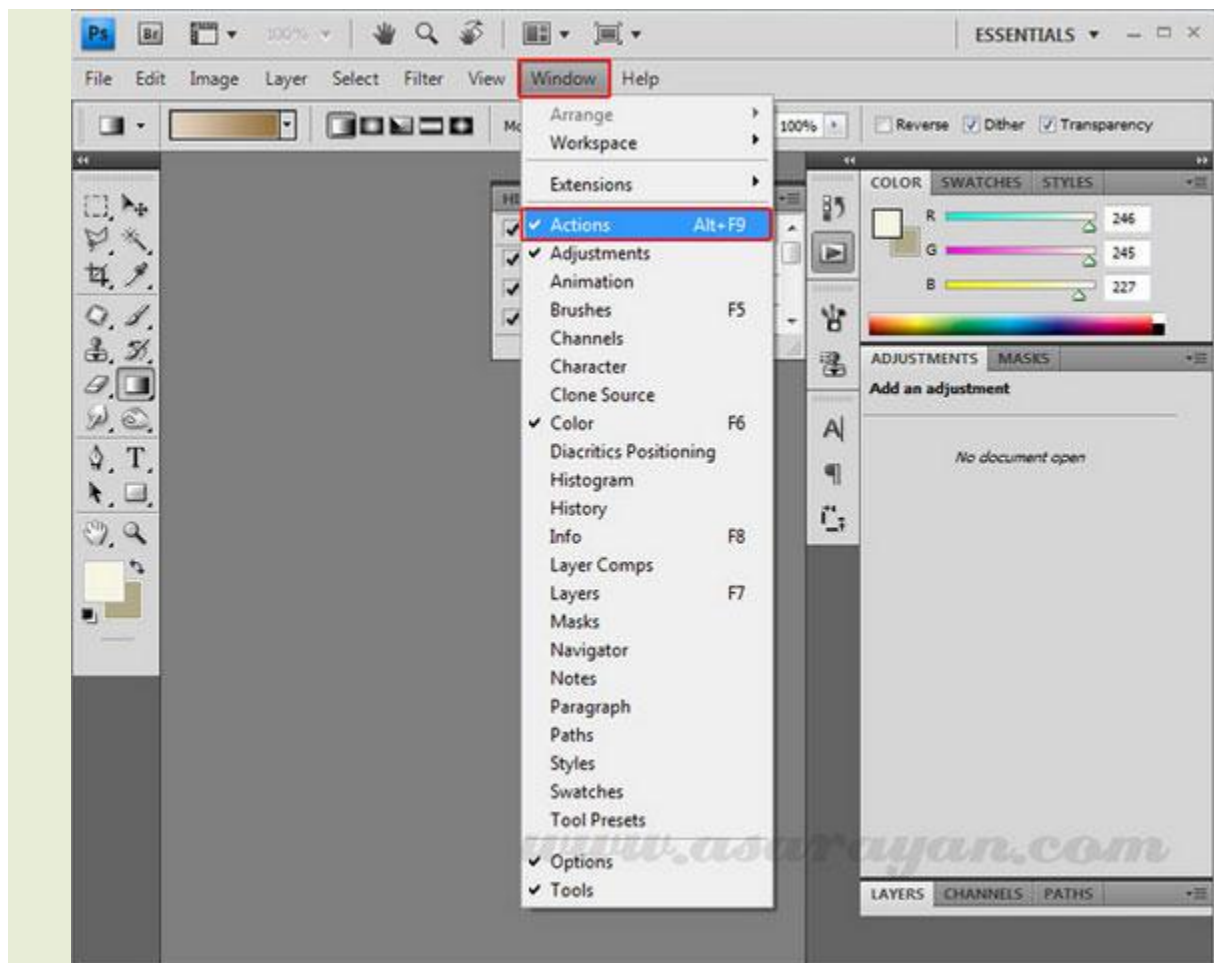 Ps Br 100% ESSENTIALS
File Edit Image Layer Select Filter View Window Help
100% Reverse Dither Transparency
Arrange
Workspace
Extensions
Actions Alt+F9
Adjustments
Animation
Brushes F5
Channels
Character
Clone Source
Color F6
Diacritics Positioning
Histogram
History
Info F8
Layer Comps
Layers F7
Masks
Navigator
Notes
Paragraph
Paths
Styles
Swatches
Tool Presets
Options
Tools
COLOR SWATCHES STYLES
R 246
G 245
B 227
ADJUSTMENTS MASKS
Add an adjustment
No document open
www.asarayan.com
LAYERS CHANNELS PATHS